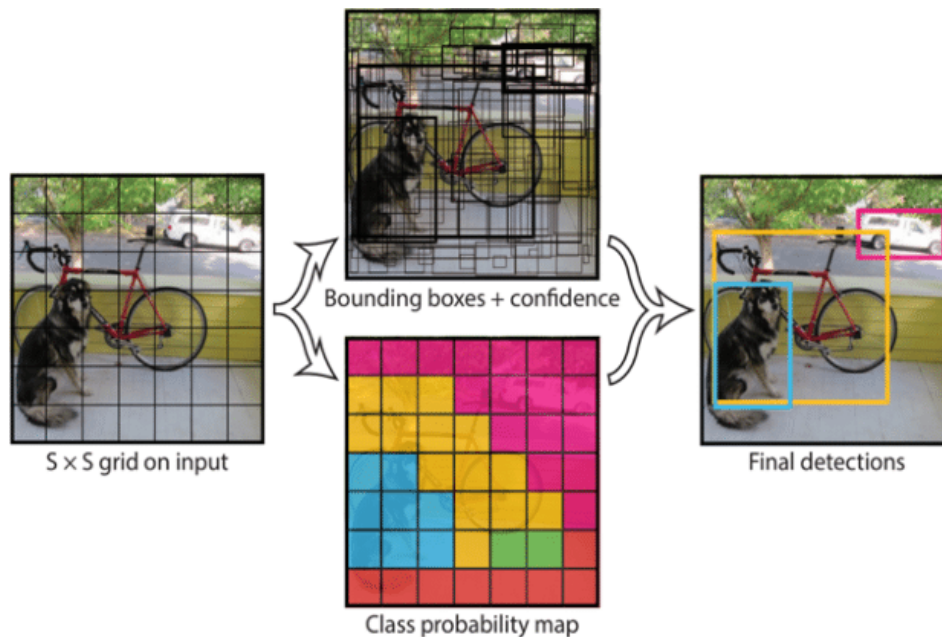 Bounding boxes + confidence
S × S grid on input
Final detections
Class probability map